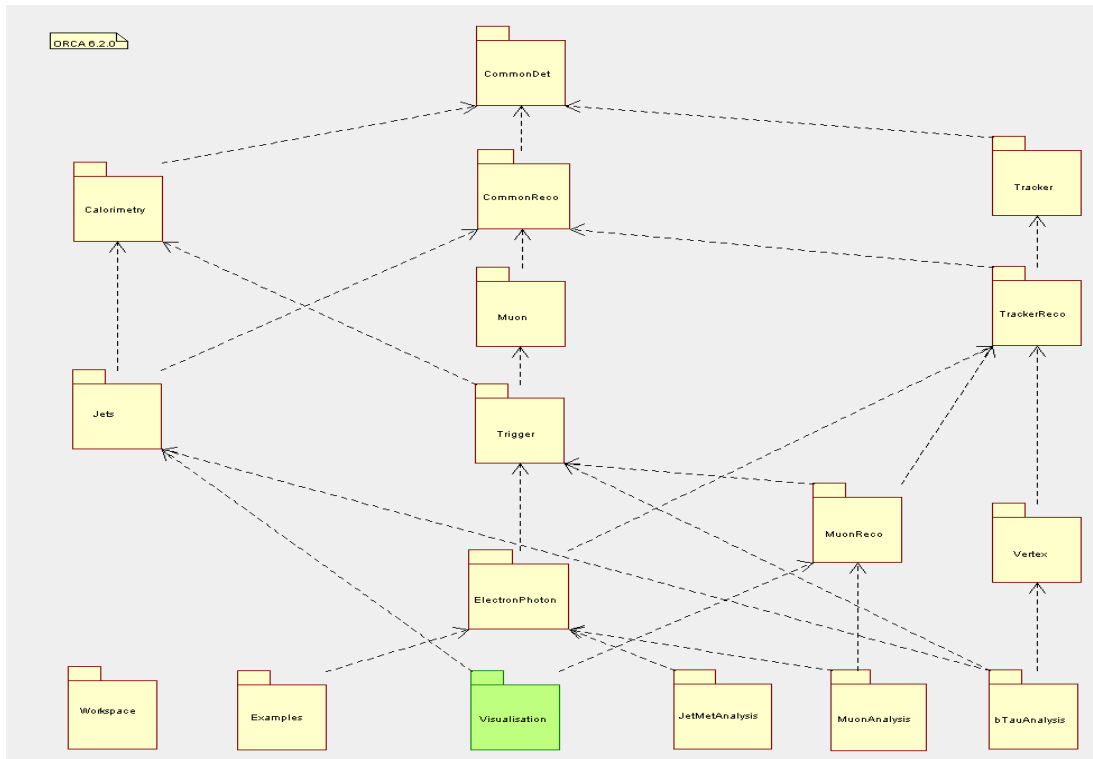 ORCA 6.2.0
CommonDet
Calorimetry
CommonReco
Tracker
Muon
TrackerReco
Jets
Trigger
MuonReco
Vertex
ElectronPhoton
Workspace
Examples
Visualisation
JetMetAnalysis
MuonAnalysis
bTauAnalysis